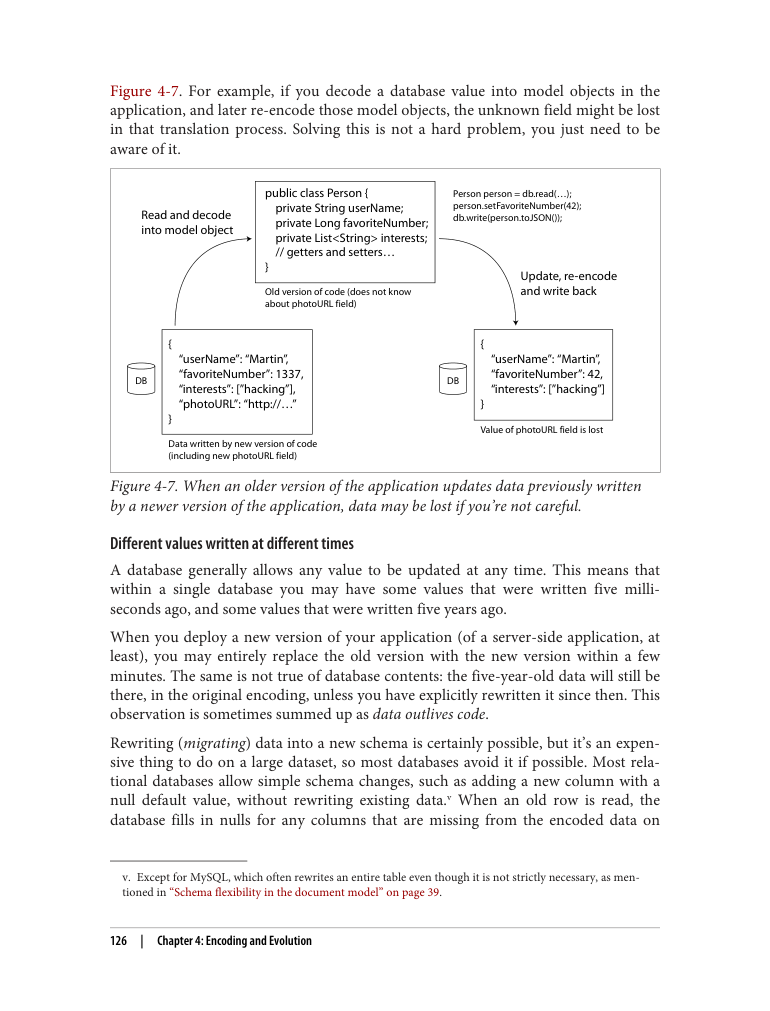 Figure 4-7. For example, if you decode a database value into model objects in the
application, and later re-encode those model objects, the unknown field might be lost
in that translation process. Solving this is not a hard problem, you just need to be
aware of it.
Read and decode
into model object
public class Person {
private String userName;
private Long favoriteNumber;
private List<String> interests;
// getters and setters…
}
Old version of code (does not know
about photoURL field)
Person person = db.read(…);
person.setFavoriteNumber(42);
db.write(person.toJSON());
Update, re-encode
and write back
DB
{
“userName”: “Martin”,
“favoriteNumber”: 1337,
“interests”: [“hacking”],
“photoURL”: “http://…”
}
Data written by new version of code
(including new photoURL field)
DB
{
“userName”: “Martin”,
“favoriteNumber”: 42,
“interests”: [“hacking”]
}
Value of photoURL field is lost
Figure 4-7. When an older version of the application updates data previously written
by a newer version of the application, data may be lost if you’re not careful.
Different values written at different times
A database generally allows any value to be updated at any time. This means that
within a single database you may have some values that were written five milli-
seconds ago, and some values that were written five years ago.
When you deploy a new version of your application (of a server-side application, at
least), you may entirely replace the old version with the new version within a few
minutes. The same is not true of database contents: the five-year-old data will still be
there, in the original encoding, unless you have explicitly rewritten it since then. This
observation is sometimes summed up as data outlives code.
Rewriting (migrating) data into a new schema is certainly possible, but it’s an expen-
sive thing to do on a large dataset, so most databases avoid it if possible. Most rela-
tional databases allow simple schema changes, such as adding a new column with a
null default value, without rewriting existing data.v When an old row is read, the
database fills in nulls for any columns that are missing from the encoded data on
v. Except for MySQL, which often rewrites an entire table even though it is not strictly necessary, as men-
tioned in “Schema flexibility in the document model” on page 39.
126 | Chapter 4: Encoding and Evolution